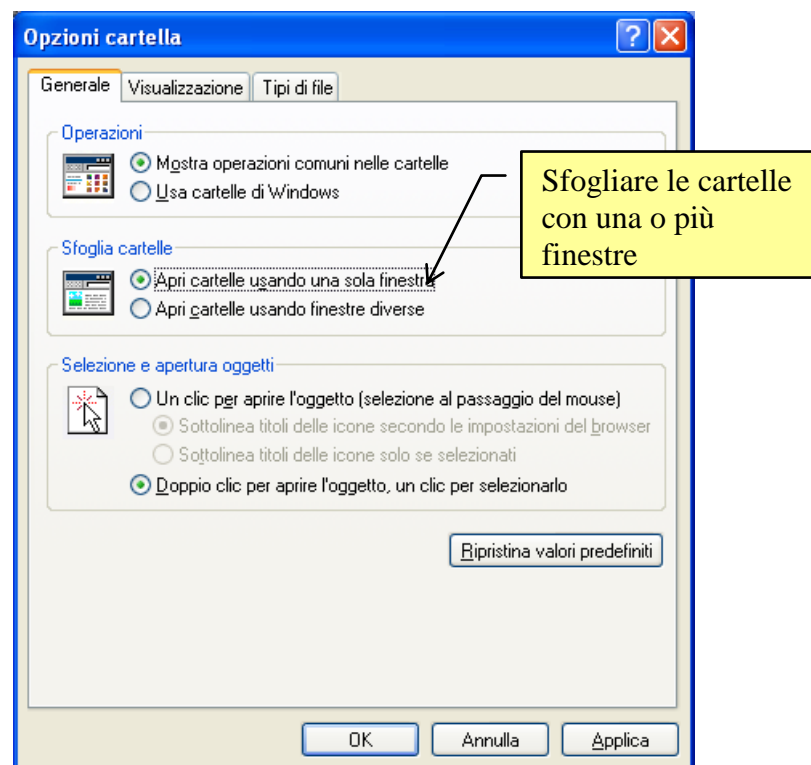 Opzioni cartella
Generale
Visualizzazione
Tipi di file
Operazioni
Mostra operazioni comuni nelle cartelle
Usa cartelle di Windows
Sfogliare le cartelle
con una o più
finestre
Sfoglia cartelle
Apri cartelle usando una sola finestra
Apri cartelle usando finestre diverse
Selezione e apertura oggetti
Un clic per aprire l'oggetto (selezione al passaggio del mouse)
Sottolinea titoli delle icone secondo le impostazioni del browser
Sottolinea titoli delle icone solo se selezionati
Doppio clic per aprire l'oggetto, un clic per selezionarlo
Ripristina valori predefiniti
OK
Annulla
Applica